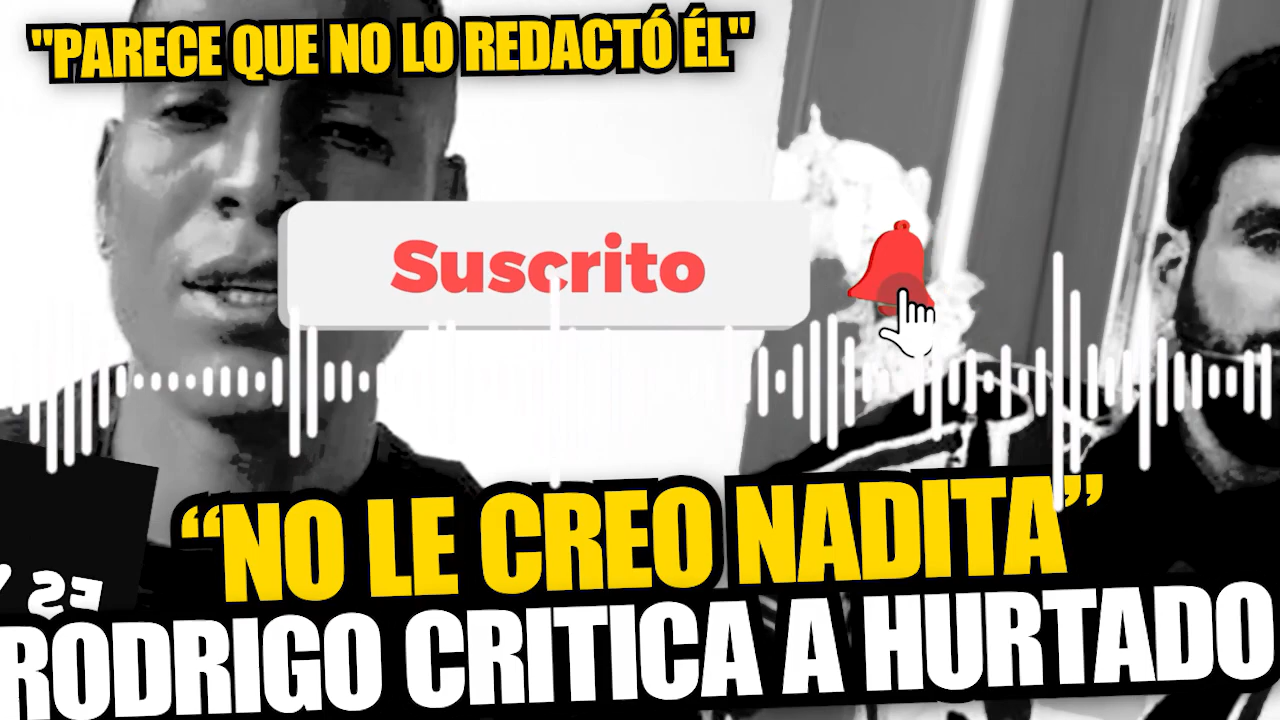 "PARECE QUE NO LO REDACTÓ ÉL"
Suscrito
“NO LE CREO NADITA”
RODRIGO CRITICA A HURTADO